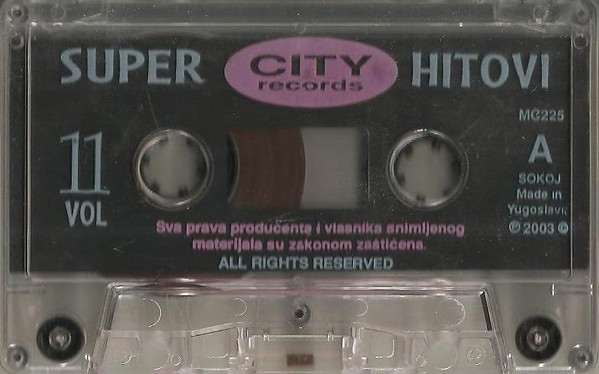 SUPER CITY HITOVI
records
MC225
11 A
VOL
SOKOJ
Made in
Yugoslavia
℗ 2003 ©
Sva prava producenta i vlasnika snimljenog
materijala su zakonom zaštićena.
ALL RIGHTS RESERVED